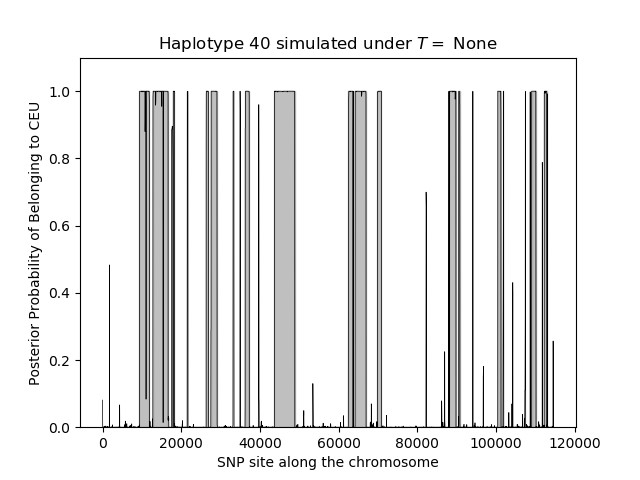 Haplotype 40 simulated under T = None
Posterior Probability of Belonging to CEU
1.0
0.8
0.6
0.4
0.2
0.0
0 20000 40000 60000 80000 100000 120000
SNP site along the chromosome